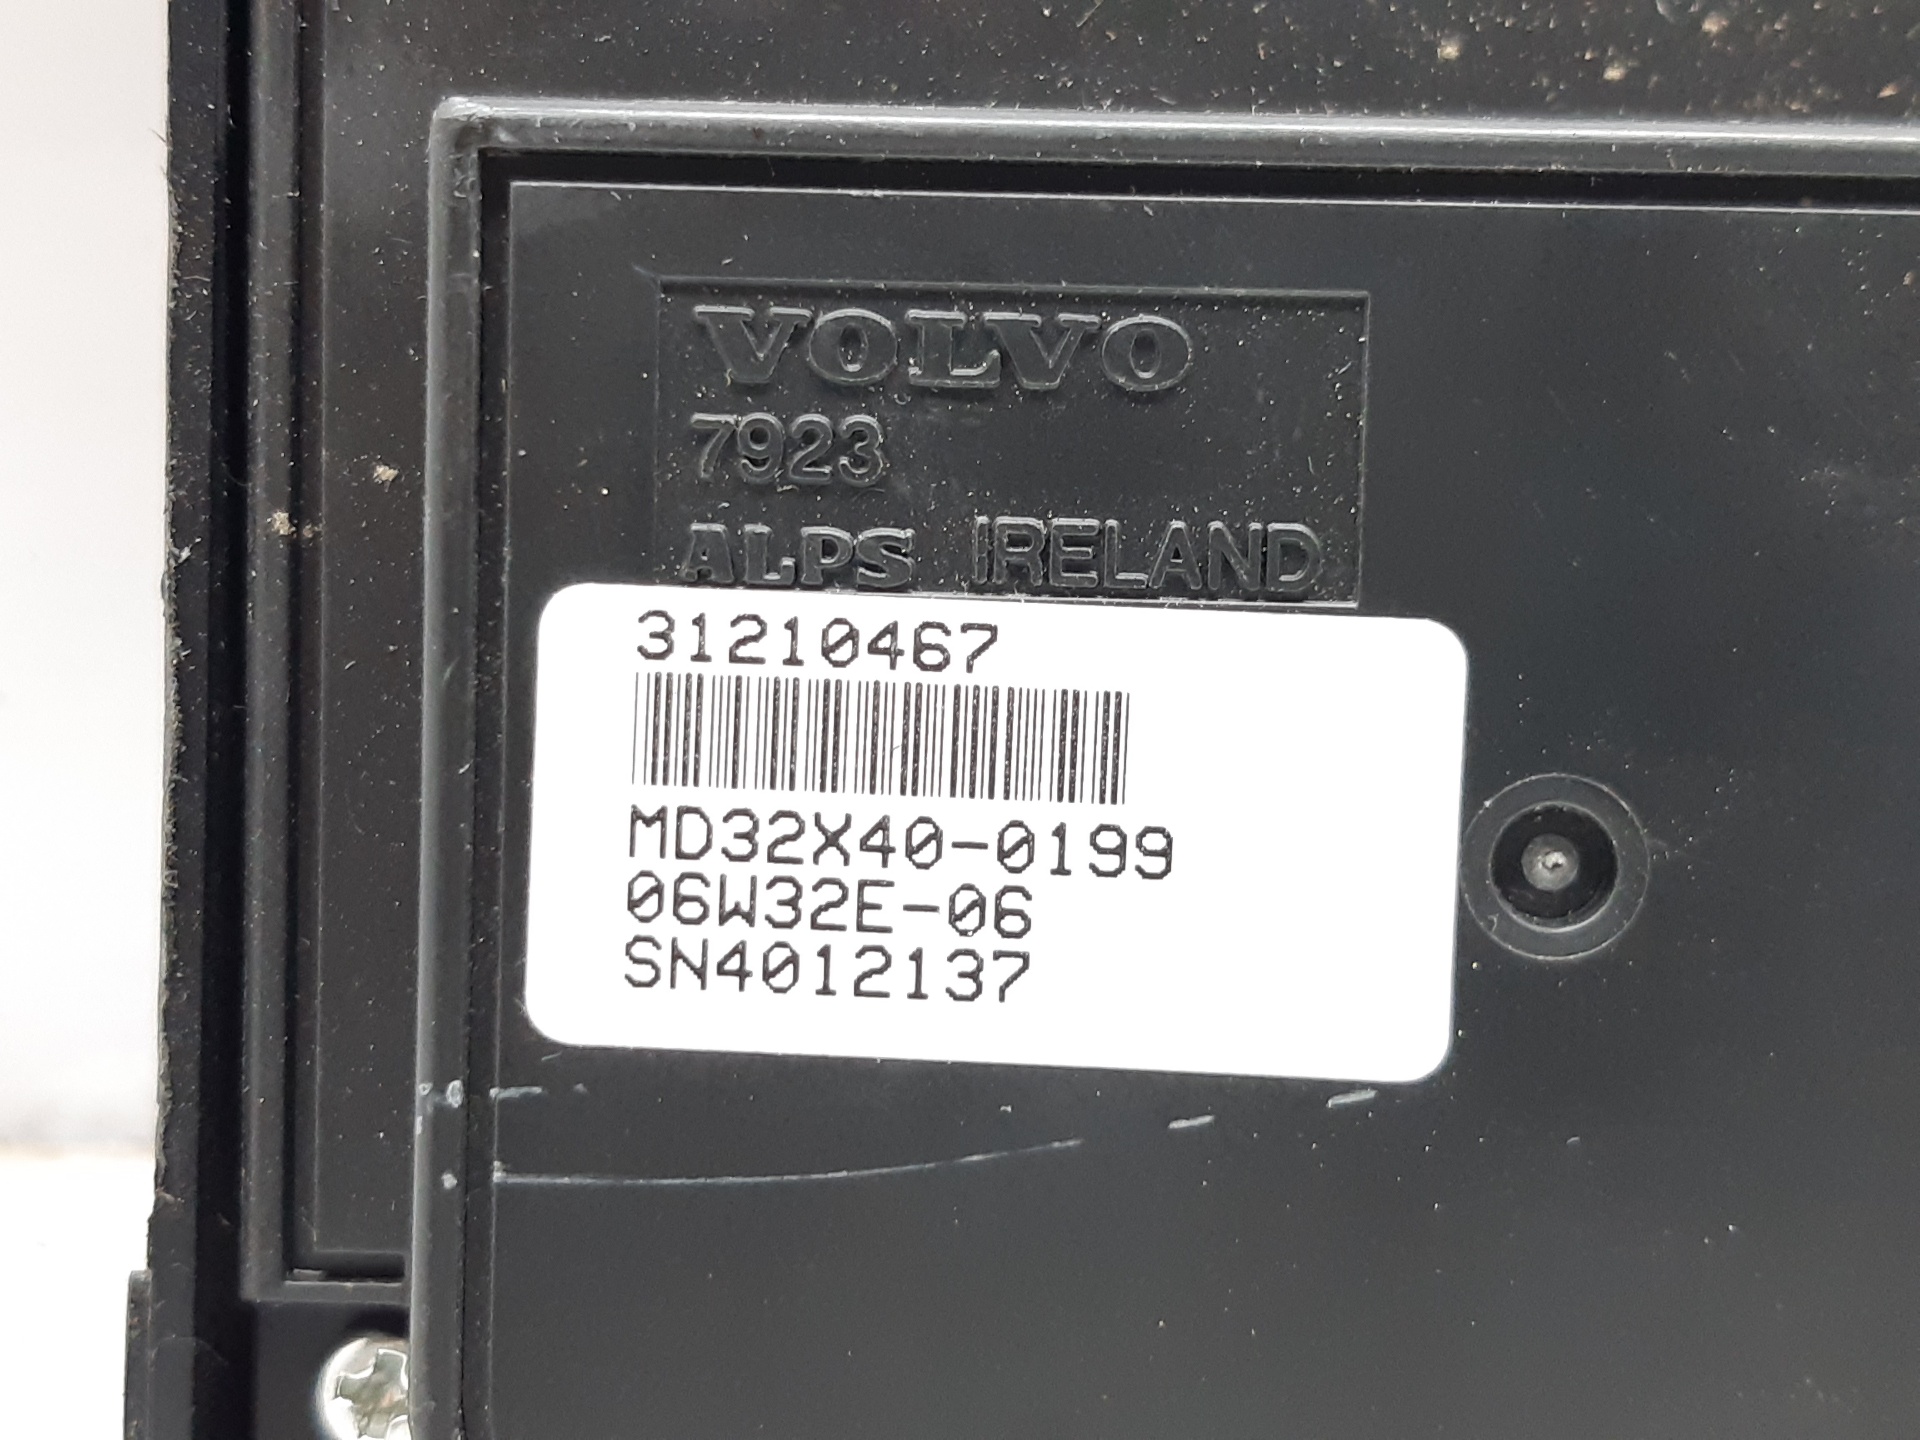 VOLVO
7923
ALPS IRELAND
31210467
MD32X40-0199
06W32E-06
SN4012137